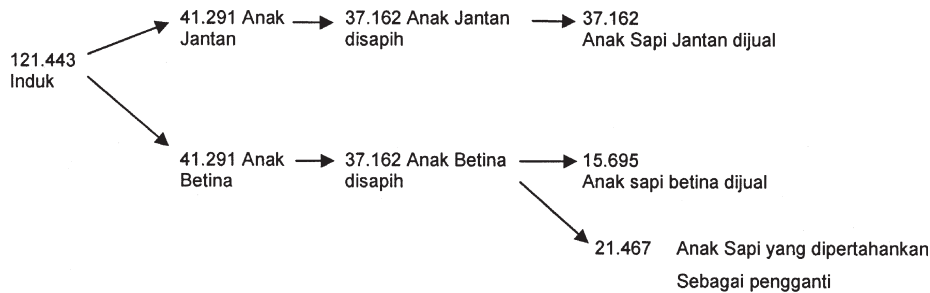 121.443
Induk
41.291 Anak
Jantan
37.162 Anak Jantan
disapih
37.162
Anak Sapi Jantan dijual
41.291 Anak
Betina
37.162 Anak Betina
disapih
15.695
Anak sapi betina dijual
21.467 Anak Sapi yang dipertahankan
Sebagai pengganti